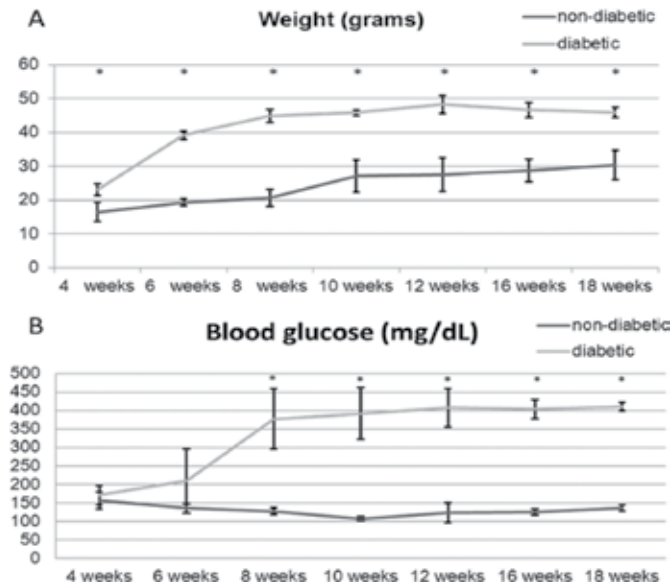 A
Weight (grams)
non-diabetic
diabetic
60
* * * * * * *
50
40
30
20
10
0
4 weeks 6 weeks 8 weeks 10 weeks 12 weeks 16 weeks 18 weeks
B
Blood glucose (mg/dL)
non-diabetic
diabetic
500
* * * * *
450
400
350
300
250
200
150
100
50
0
4 weeks 6 weeks 8 weeks 10 weeks 12 weeks 16 weeks 18 weeks